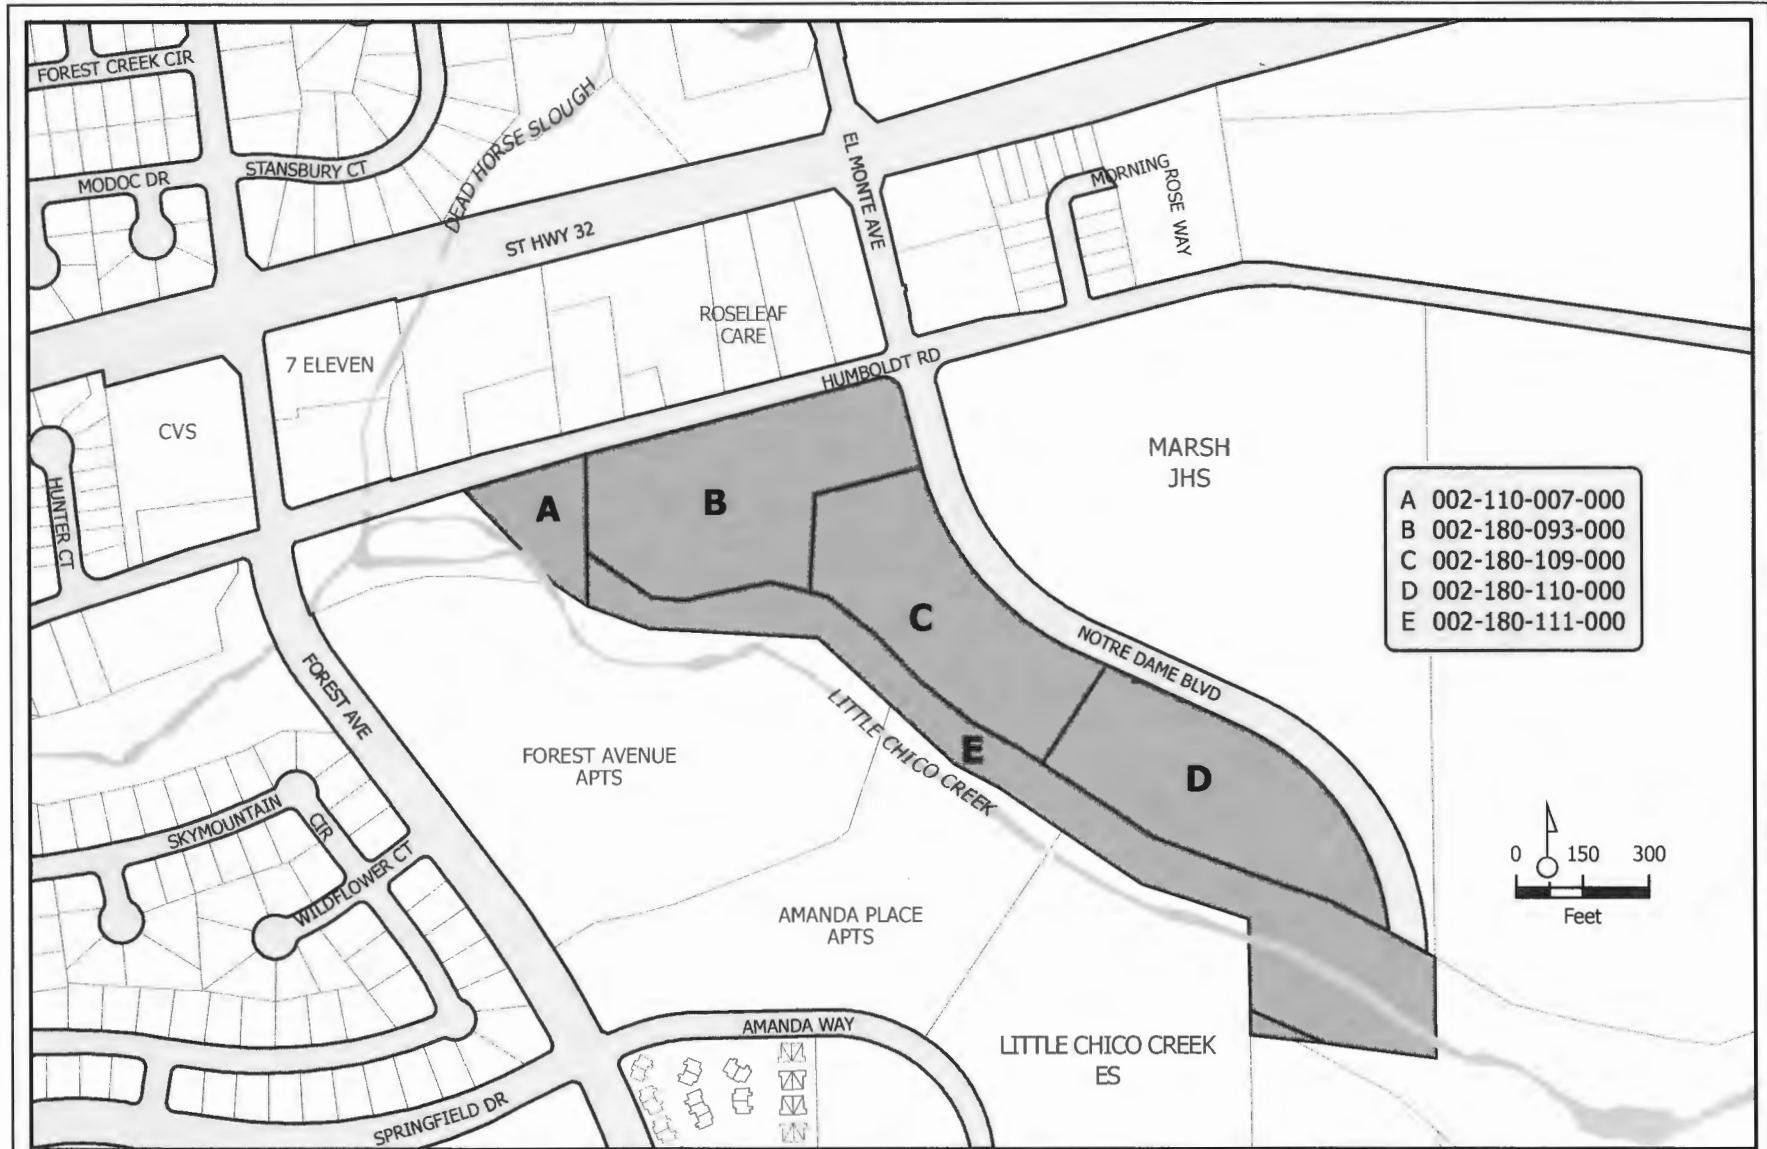 FOREST CREEK CIR
MODOC DR
STANSBURY CT
DEAD HORSE SLOUGH
ST HWY 32
EL MONTE AVE
MORNING
ROSE WAY
ROSELEAF
CARE
7 ELEVEN
HUMBOLDT RD
CVS
HUNTER CT
MARSH
JHS
A
B
C
D
E
A 002-110-007-000
B 002-180-093-000
C 002-180-109-000
D 002-180-110-000
E 002-180-111-000
NOTRE DAME BLVD
FOREST AVE
LITTLE CHICO CREEK
FOREST AVENUE
APTS
SKYMOUNTAIN
CIR
WILDFLOWER CT
0 150 300
Feet
AMANDA PLACE
APTS
AMANDA WAY
LITTLE CHICO CREEK
ES
SPRINGFIELD DR